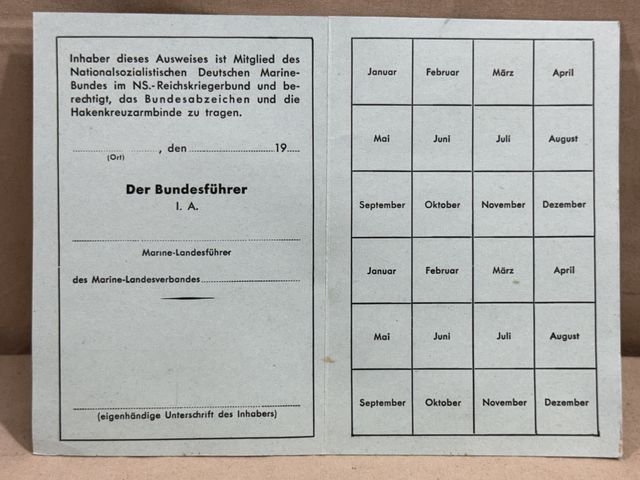 Inhaber dieses Ausweises ist Mitglied des
Nationalsozialistischen Deutschen Marine-
Bundes im NS.-Reichskriegerbund und be-
rechtigt, das Bundesabzeichen und die
Hakenkreuzarmbinde zu tragen.
, den 19
(Ort)
Der Bundesführer
I. A.
Marine-Landesführer
des Marine-Landesverbandes
(eigenhändige Unterschrift des Inhabers)
Januar Februar März April
Mai Juni Juli August
September Oktober November Dezember
Januar Februar März April
Mai Juni Juli August
September Oktober November Dezember